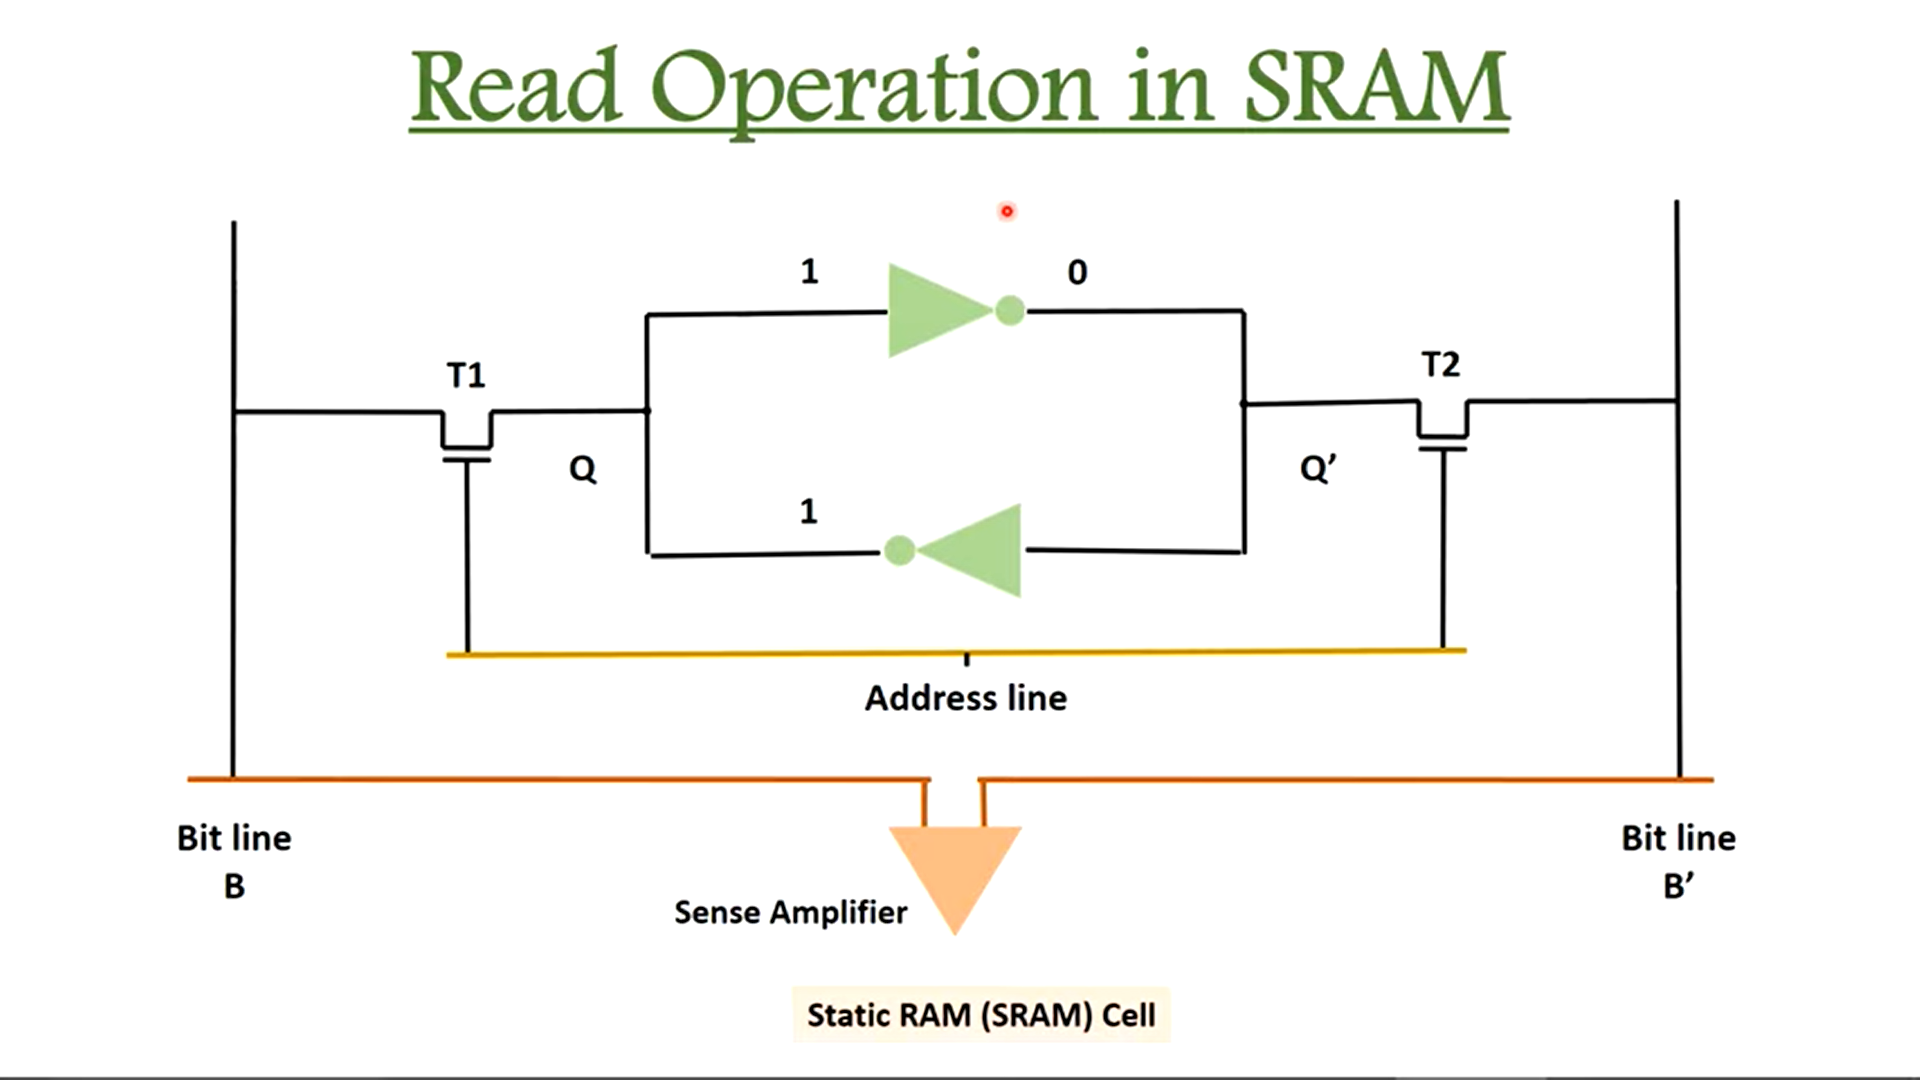 Read Operation in SRAM
1
0
T1
T2
Q
Q’
1
Address line
Bit line
B
Bit line
B’
Sense Amplifier
Static RAM (SRAM) Cell